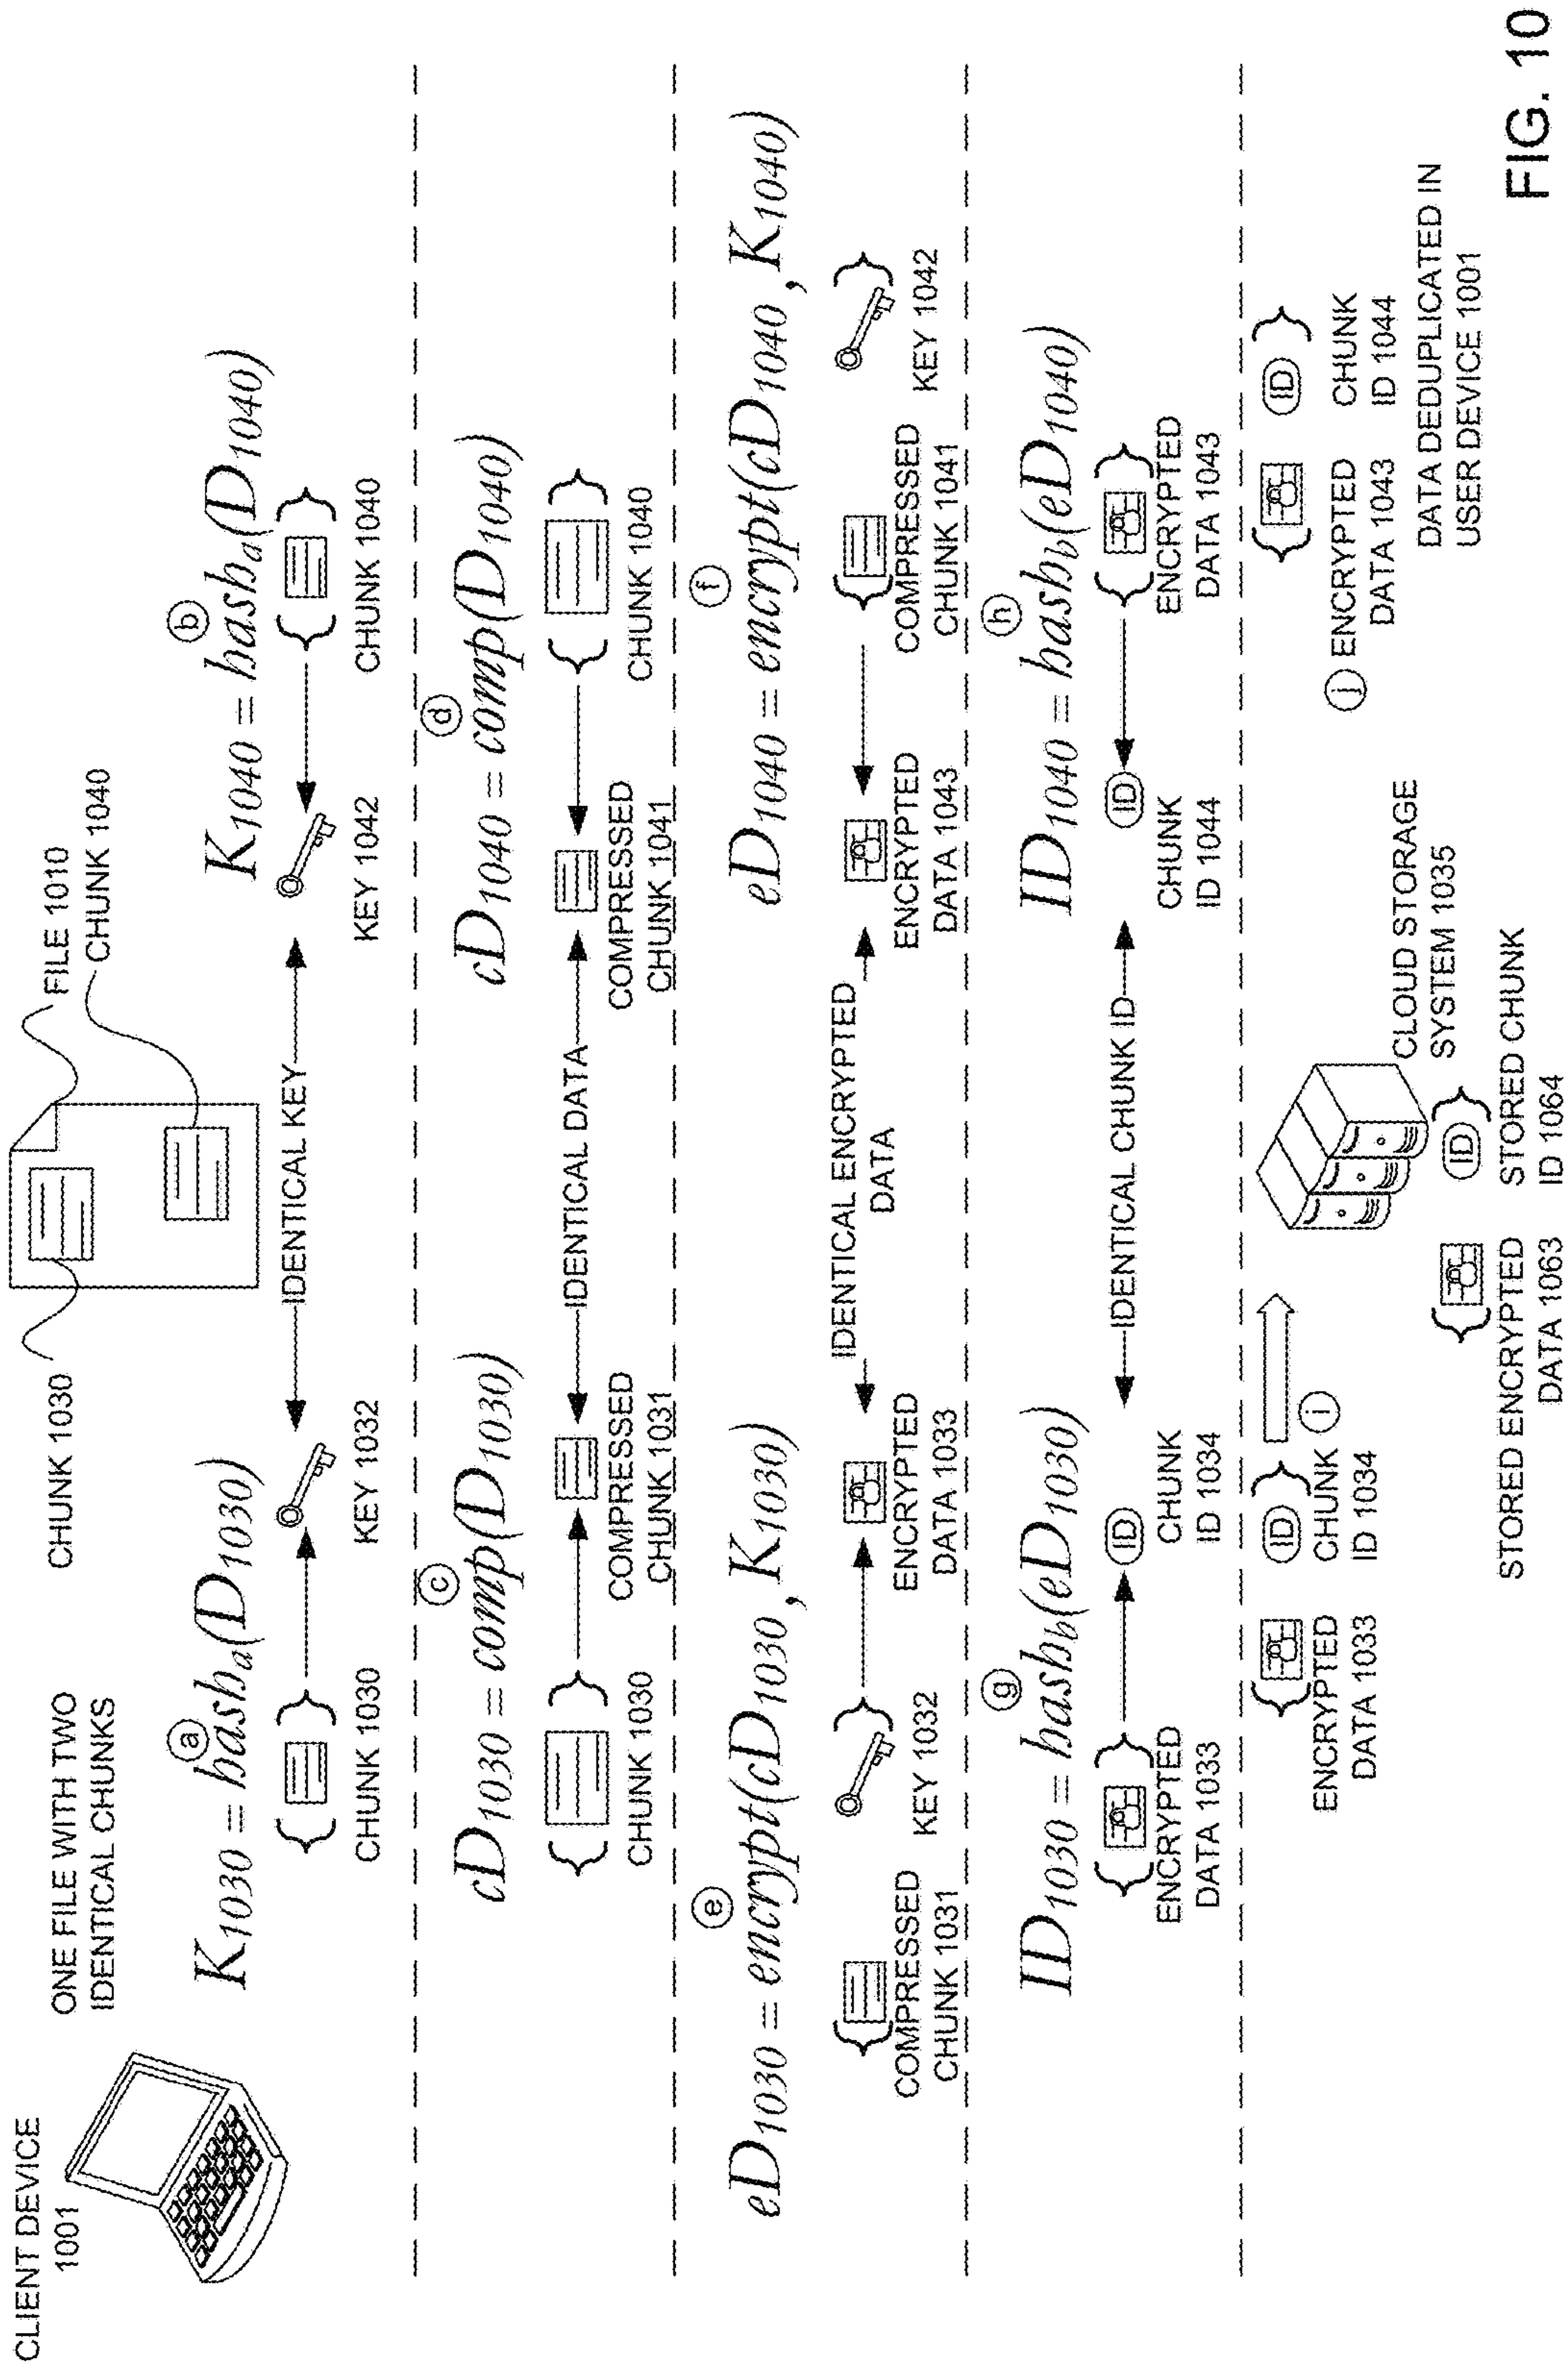 CLIENT DEVICE
1001
ONE FILE WITH TWO
IDENTICAL CHUNKS
CHUNK 1030
FILE 1010
CHUNK 1040
a
K1030 = hasha(D1030)
CHUNK 1030
KEY 1032
IDENTICAL KEY
b
K1040 = hasha(D1040)
KEY 1042
CHUNK 1040
c
cD1030 = comp(D1030)
CHUNK 1030
COMPRESSED
CHUNK 1031
IDENTICAL DATA
d
cD1040 = comp(D1040)
COMPRESSED
CHUNK 1041
CHUNK 1040
e
eD1030 = encrypt(cD1030, K1030)
COMPRESSED
CHUNK 1031
KEY 1032
ENCRYPTED
DATA 1033
IDENTICAL ENCRYPTED
DATA
f
eD1040 = encrypt(cD1040, K1040)
ENCRYPTED
DATA 1043
COMPRESSED
CHUNK 1041
KEY 1042
g
ID1030 = hashb(eD1030)
ENCRYPTED
DATA 1033
ID
CHUNK
ID 1034
IDENTICAL CHUNK ID
h
ID1040 = hashb(eD1040)
ID
CHUNK
ID 1044
ENCRYPTED
DATA 1043
ENCRYPTED
DATA 1033
ID
CHUNK
ID 1034
i
CLOUD STORAGE
SYSTEM 1035
STORED ENCRYPTED
DATA 1063
ID
STORED CHUNK
ID 1064
j
ENCRYPTED
DATA 1043
ID
CHUNK
ID 1044
DATA DEDUPLICATED IN
USER DEVICE 1001
FIG. 10